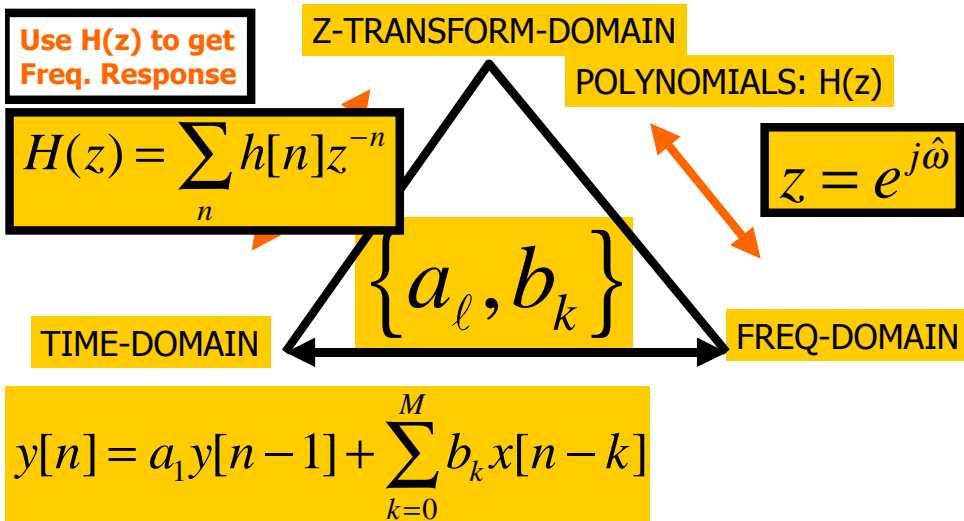 Use H(z) to get
Freq. Response
Z-TRANSFORM-DOMAIN
POLYNOMIALS: H(z)
H(z) = ∑_n h[n]z^{-n}
z = e^{jω̂}
{a_ℓ, b_k}
TIME-DOMAIN
FREQ-DOMAIN
y[n] = a_1 y[n − 1] + ∑_{k=0}^{M} b_k x[n − k]